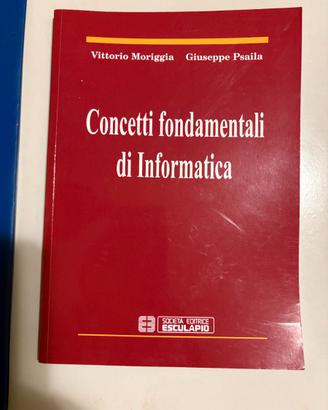 Vittorio Moriggia Giuseppe Psaila
Concetti fondamentali
di Informatica
SOCIETÀ EDITRICE
ESCULAPIO